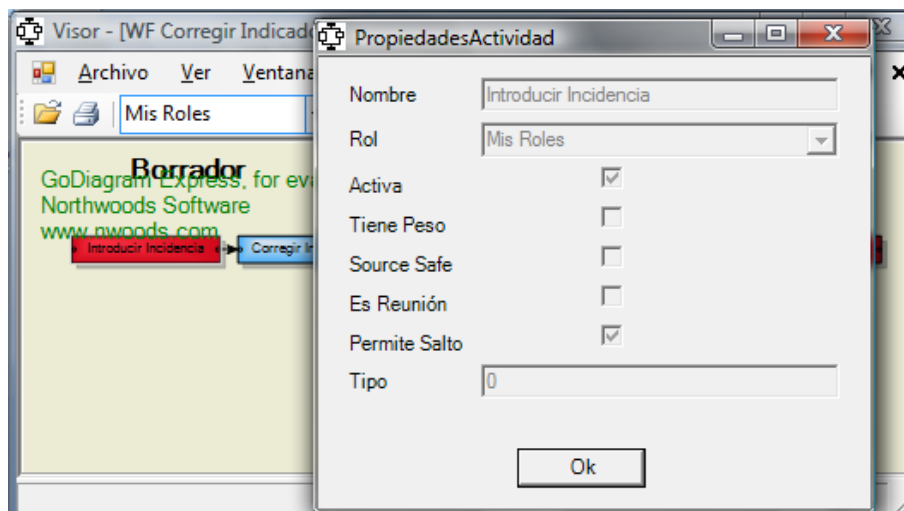 Visor - [WF Corregir Indicad
Archivo Ver Ventana
Mis Roles
Borrador
GoDiagram Express, for eva
Northwoods Software
www.nwoods.com
Introducir Incidencia
Corregir In
PropiedadesActividad
Nombre Introducir Incidencia
Rol Mis Roles
Activa
Tiene Peso
Source Safe
Es Reunión
Permite Salto
Tipo 0
Ok